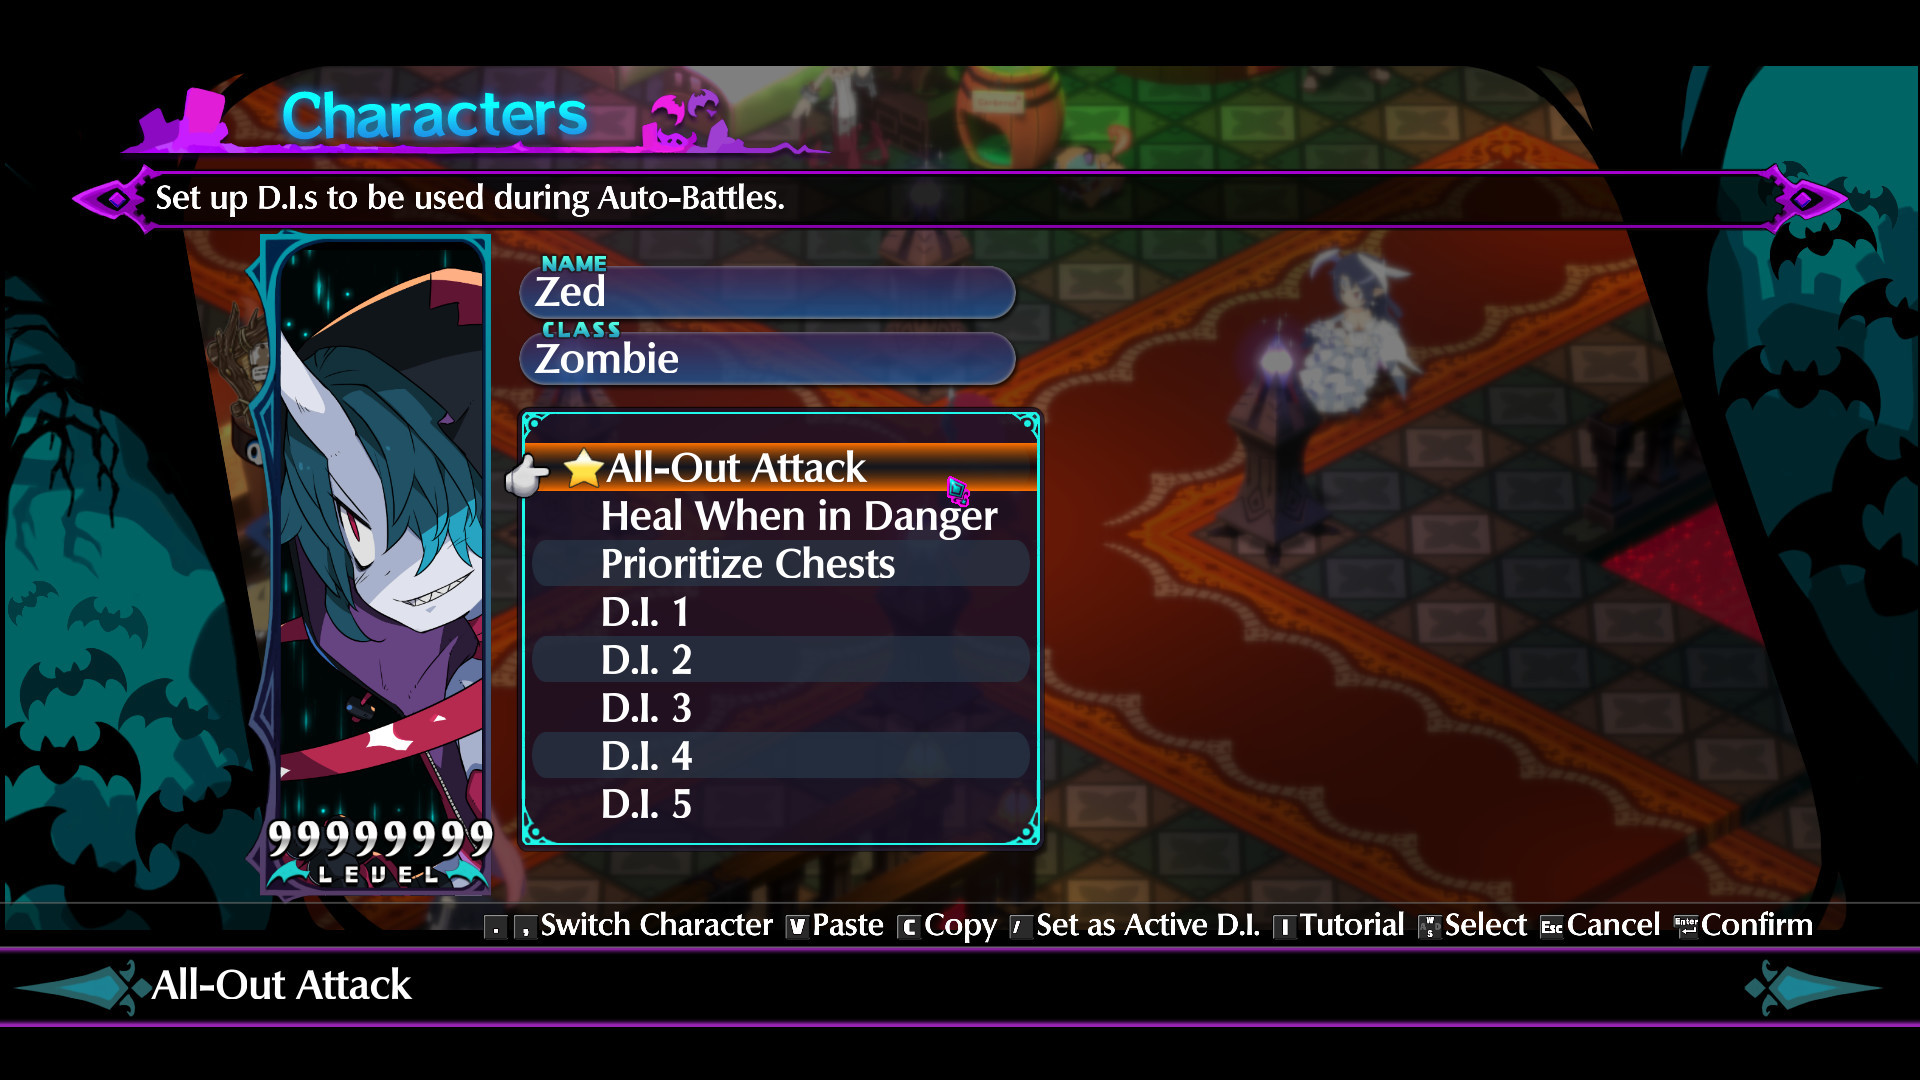 Characters
Set up D.I.s to be used during Auto-Battles.
NAME
Zed
CLASS
Zombie
All-Out Attack
Heal When in Danger
Prioritize Chests
D.I. 1
D.I. 2
D.I. 3
D.I. 4
D.I. 5
99999999
LEVEL
. , Switch Character V Paste C Copy / Set as Active D.I. I Tutorial W A S D Select Esc Cancel Enter Confirm
All-Out Attack